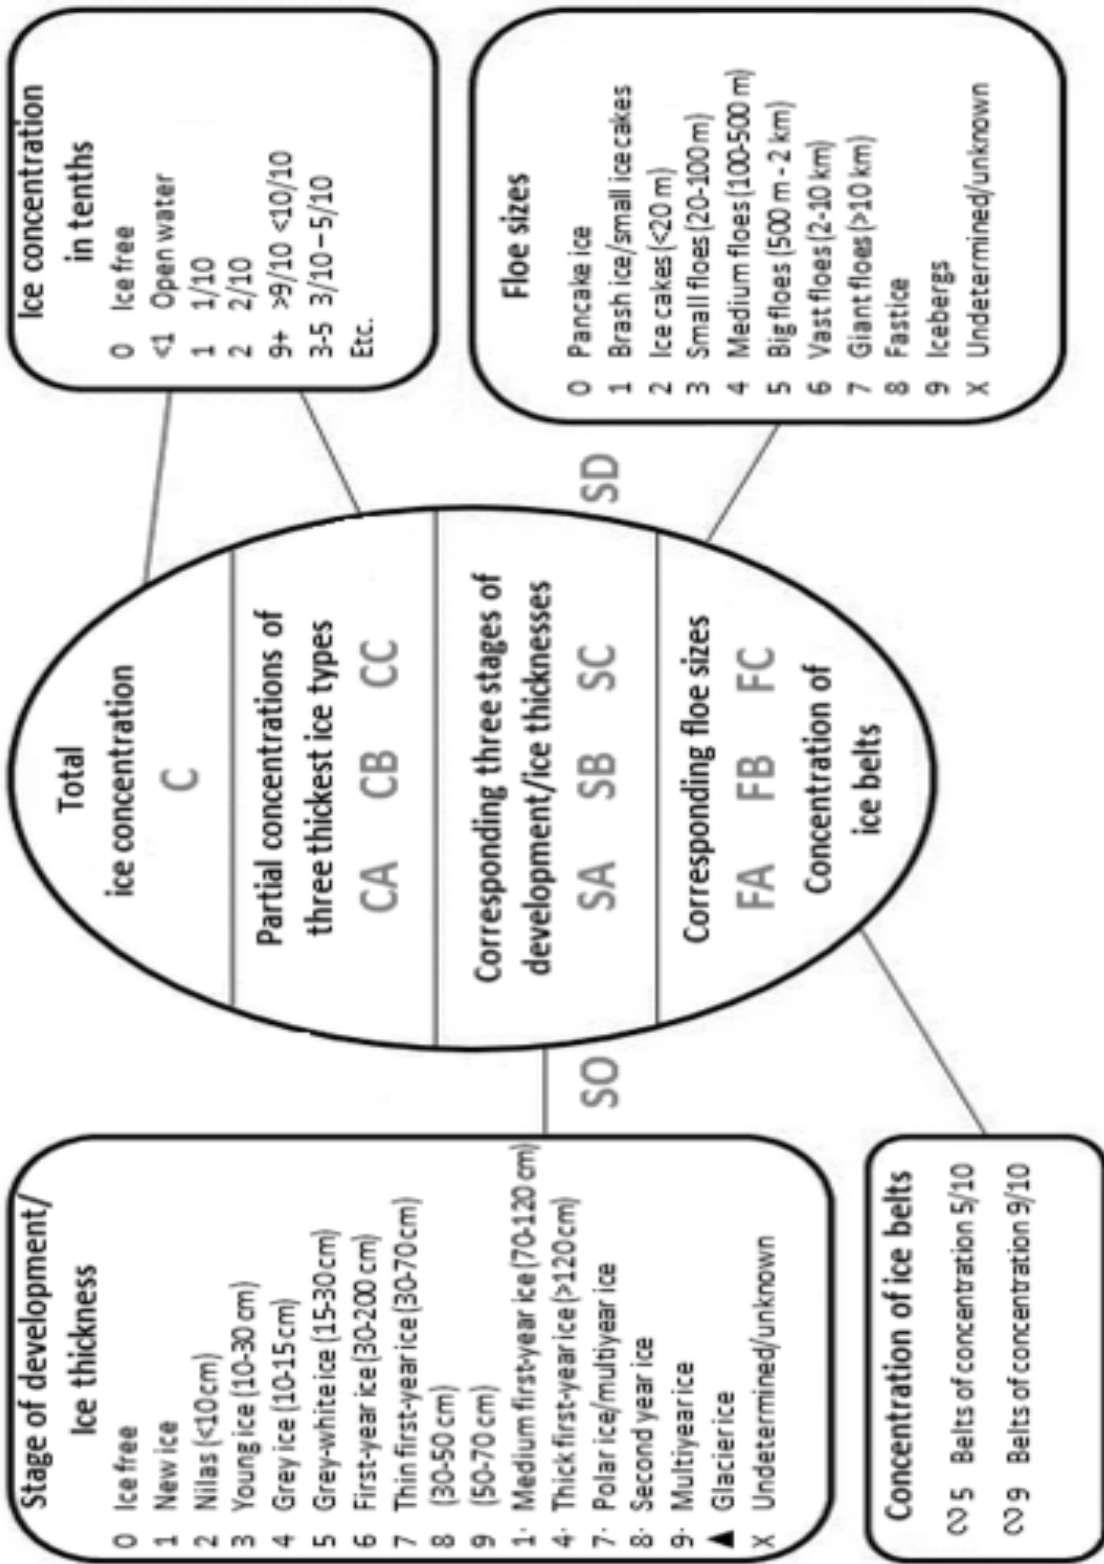 Stage of development/
Ice thickness
0 Ice free
1 New ice
2 Nilas (<10 cm)
3 Young ice (10-30 cm)
4 Grey ice (10-15 cm)
5 Grey-white ice (15-30 cm)
6 First-year ice (30-200 cm)
7 Thin first-year ice (30-70 cm)
8 (30-50 cm)
9 (50-70 cm)
1· Medium first-year ice (70-120 cm)
4· Thick first-year ice (>120 cm)
7· Polar ice/multiyear ice
8· Second year ice
9· Multiyear ice
▲ Glacier ice
X Undetermined/unknown
Concentration of ice belts
∾ 5 Belts of concentration 5/10
∾ 9 Belts of concentration 9/10
SO
Total
ice concentration
C
Partial concentrations of
three thickest ice types
CA CB CC
Corresponding three stages of
development/ice thicknesses
SA SB SC
Corresponding floe sizes
FA FB FC
Concentration of
ice belts
SD
Ice concentration
in tenths
0 Ice free
<1 Open water
1 1/10
2 2/10
9+ >9/10 <10/10
3-5 3/10 – 5/10
Etc.
Floe sizes
0 Pancake ice
1 Brash ice/small ice cakes
2 Ice cakes (<20 m)
3 Small floes (20-100 m)
4 Medium floes (100-500 m)
5 Big floes (500 m - 2 km)
6 Vast floes (2-10 km)
7 Giant floes (>10 km)
8 Fast ice
9 Icebergs
X Undetermined/unknown